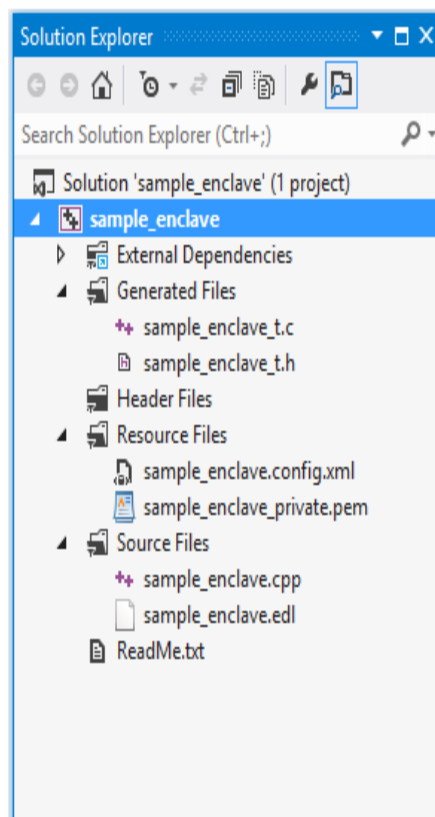 Solution Explorer
Search Solution Explorer (Ctrl+;)
Solution 'sample_enclave' (1 project)
sample_enclave
External Dependencies
Generated Files
sample_enclave_t.c
sample_enclave_t.h
Header Files
Resource Files
sample_enclave.config.xml
sample_enclave_private.pem
Source Files
sample_enclave.cpp
sample_enclave.edl
ReadMe.txt